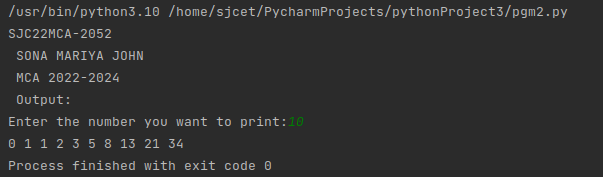 /usr/bin/python3.10 /home/sjcet/PycharmProjects/pythonProject3/pgm2.py
SJC22MCA-2052
SONA MARIYA JOHN
MCA 2022-2024
Output:
Enter the number you want to print:10
0 1 1 2 3 5 8 13 21 34
Process finished with exit code 0